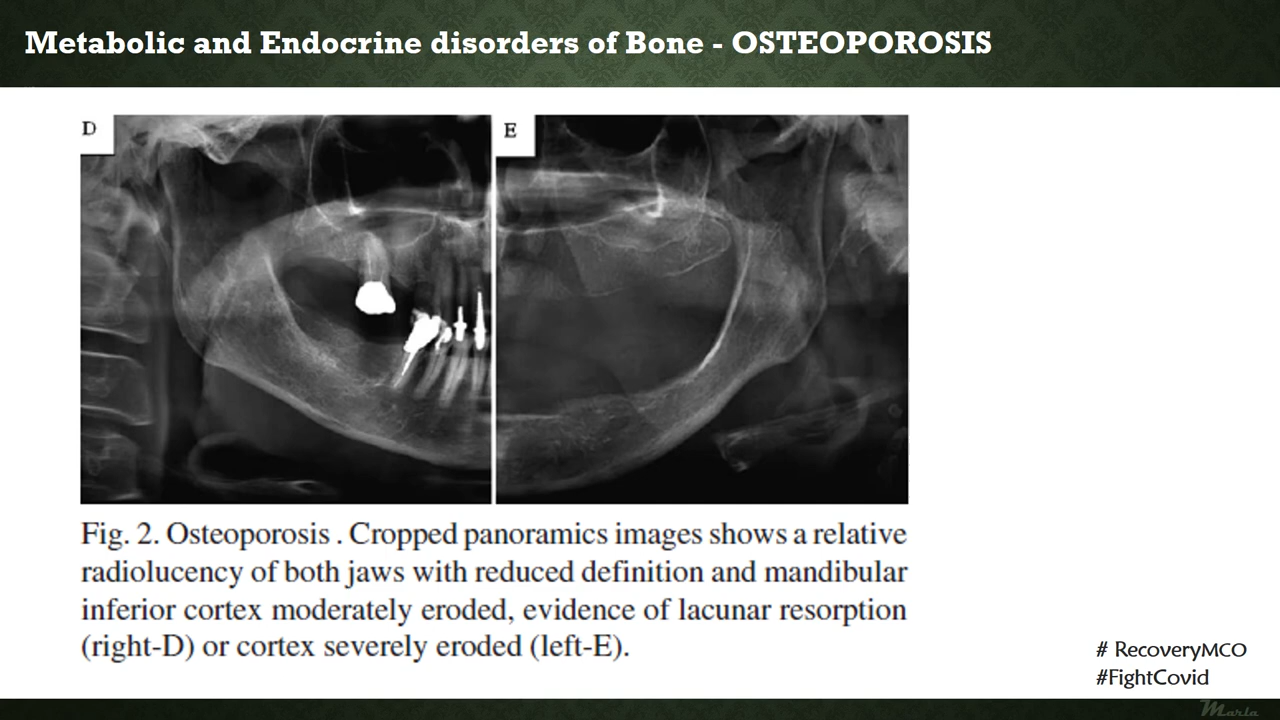 Metabolic and Endocrine disorders of Bone - OSTEOPOROSIS
D
E
Fig. 2. Osteoporosis . Cropped panoramics images shows a relative
radiolucency of both jaws with reduced definition and mandibular
inferior cortex moderately eroded, evidence of lacunar resorption
(right-D) or cortex severely eroded (left-E).
# RecoveryMCO
#FightCovid
Marla